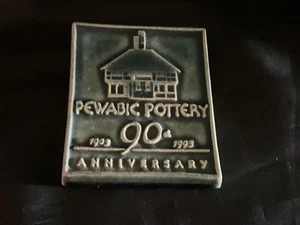 PEWABIC POTTERY
1903 90th 1993
ANNIVERSARY